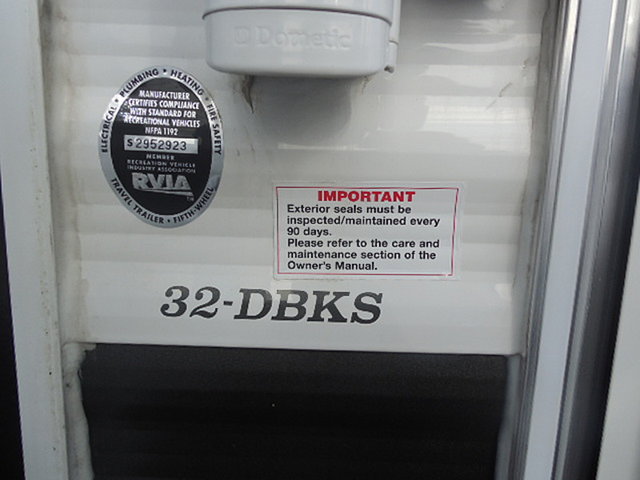 Dometic
ELECTRICAL • PLUMBING • HEATING • FIRE SAFETY
MANUFACTURER
CERTIFIES COMPLIANCE
WITH STANDARD FOR
RECREATIONAL VEHICLES
NFPA 1192
S 2952923
MEMBER
RECREATION VEHICLE
INDUSTRY ASSOCIATION
RVIA
TM
TRAVEL TRAILER • FIFTH-WHEEL
IMPORTANT
Exterior seals must be
inspected/maintained every
90 days.
Please refer to the care and
maintenance section of the
Owner's Manual.
32-DBKS